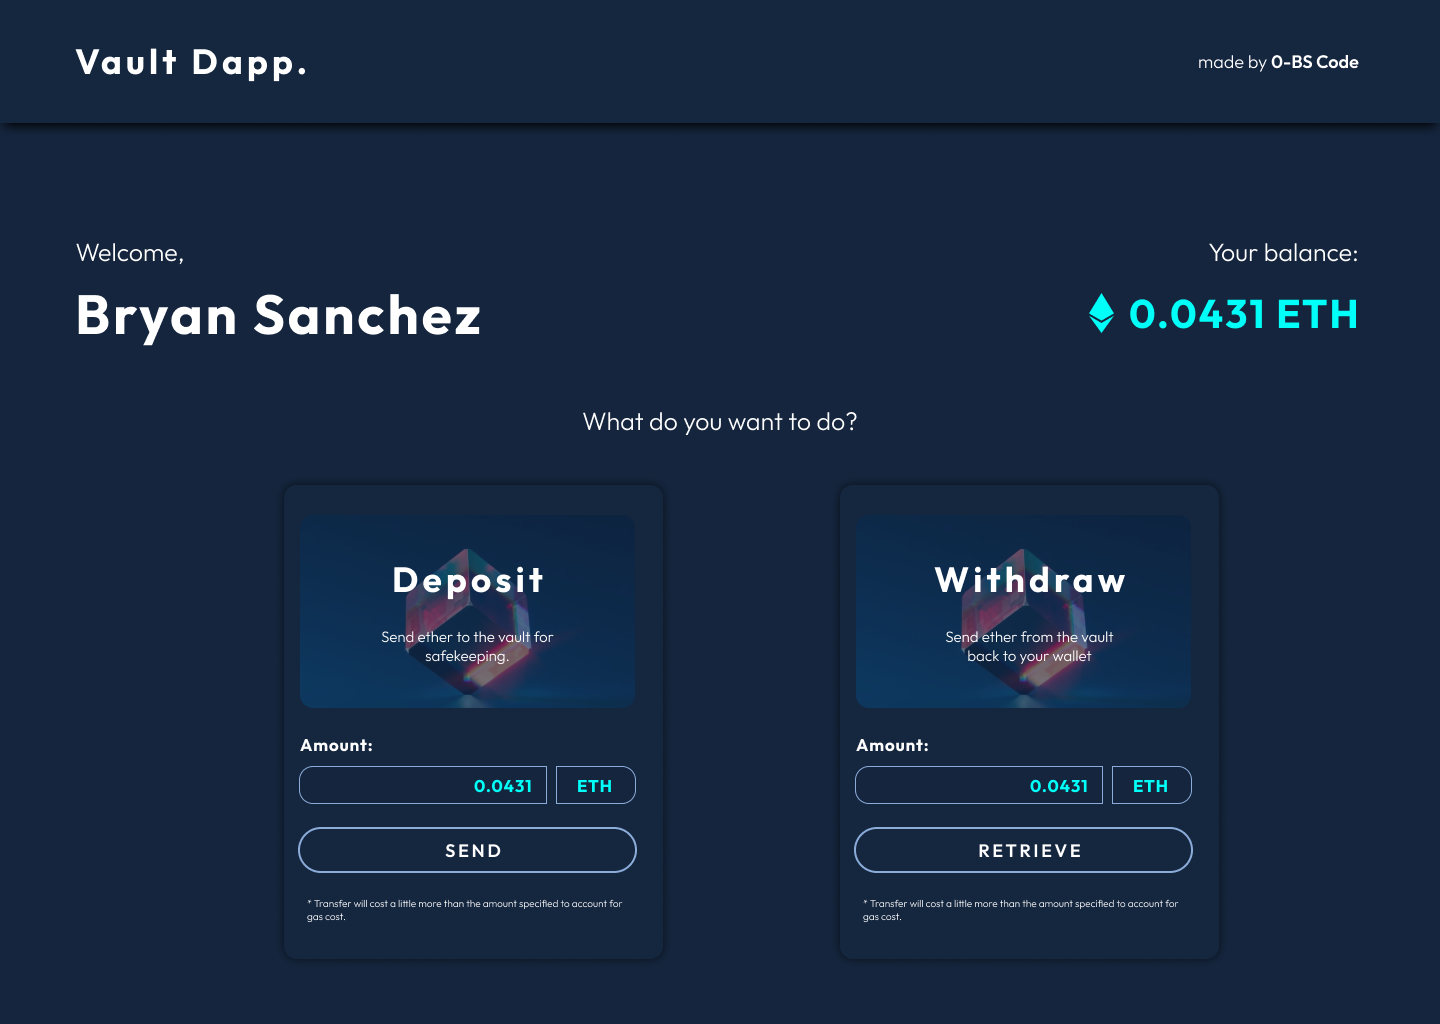 Vault Dapp.
made by 0-BS Code
Welcome,
Bryan Sanchez
Your balance:
0.0431 ETH
What do you want to do?
Deposit
Send ether to the vault for
safekeeping.
Amount:
0.0431
ETH
SEND
* Transfer will cost a little more than the amount specified to account for
gas cost.
Withdraw
Send ether from the vault
back to your wallet
Amount:
0.0431
ETH
RETRIEVE
* Transfer will cost a little more than the amount specified to account for
gas cost.